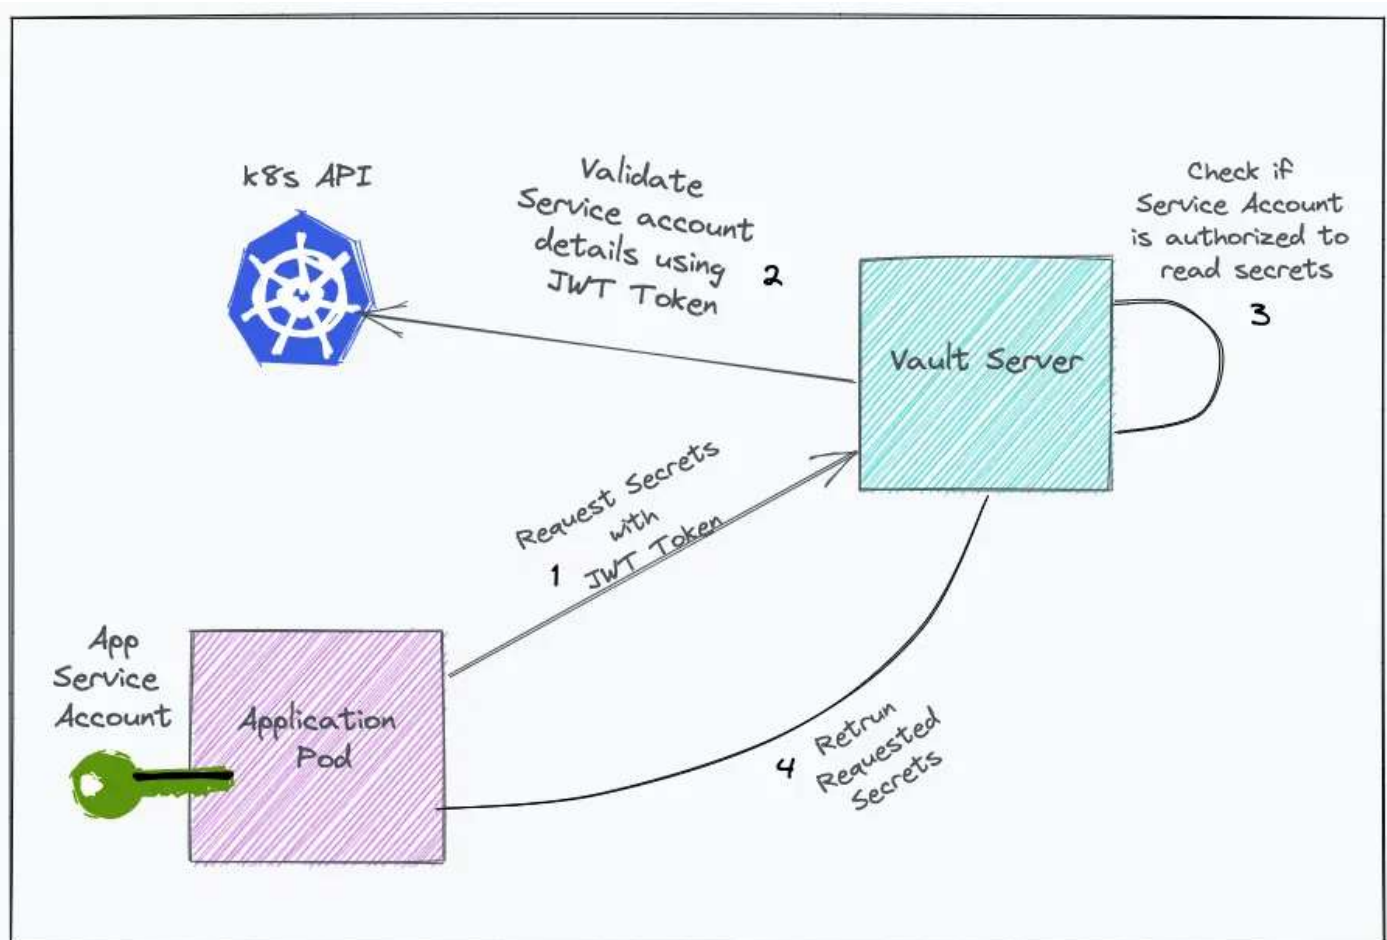 k8s API
Validate
Service account
details using
JWT Token
2
Check if
Service Account
is authorized to
read secrets
3
Vault Server
Request Secrets
with
JWT Token
1
App
Service
Account
Application
Pod
4
Retrun
Requested
Secrets